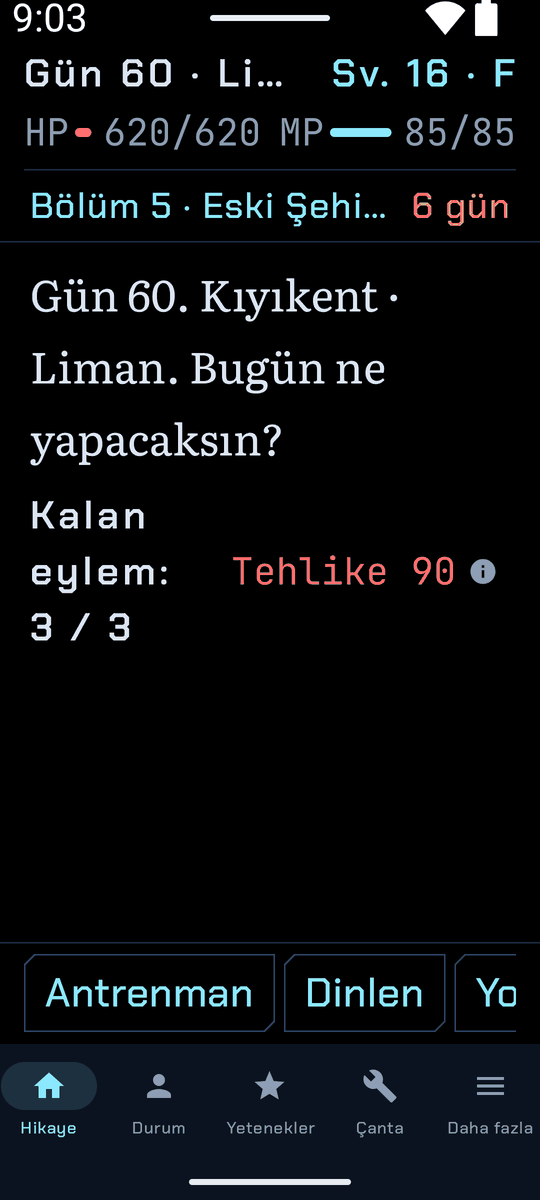 9:03
Gün 60 · Li... Sv. 16 · F
HP 620/620 MP 85/85
Bölüm 5 · Eski Şehi... 6 gün
Gün 60. Kıyıkent ·
Liman. Bugün ne
yapacaksın?
Kalan
eylem: Tehlike 90
3 / 3
Antrenman Dinlen Yo
Hikaye Durum Yetenekler Çanta Daha fazla